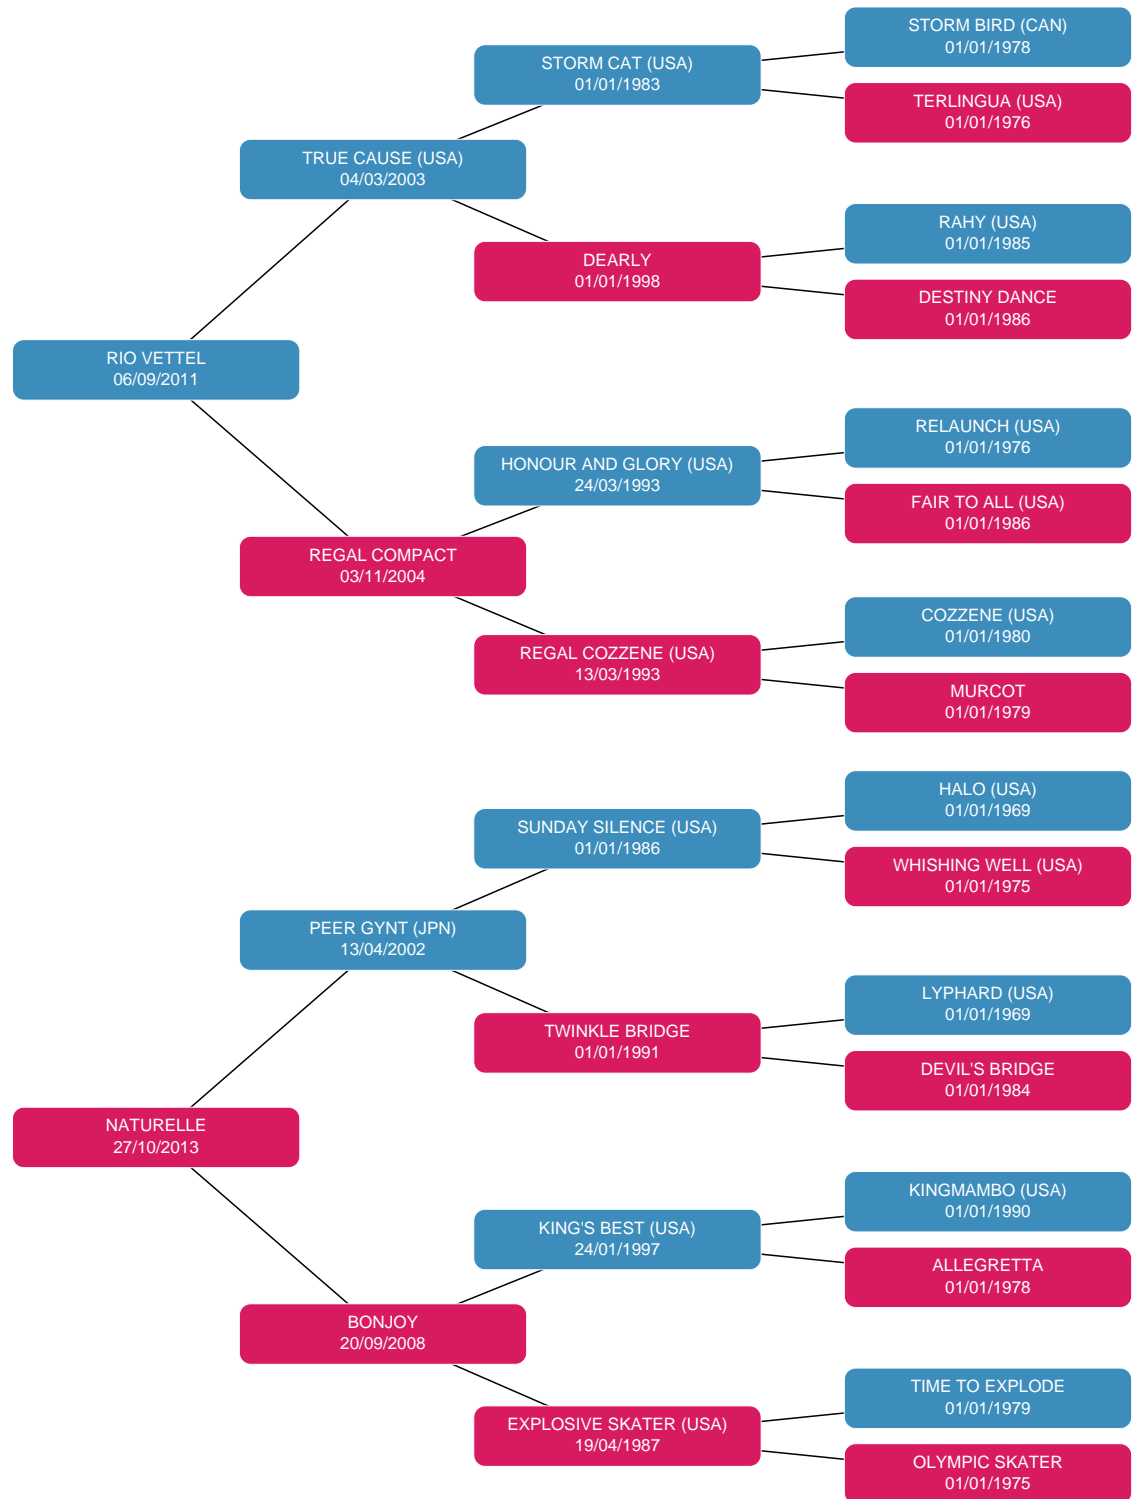 STORM BIRD (CAN)
01/01/1978
STORM CAT (USA)
01/01/1983
TERLINGUA (USA)
01/01/1976
TRUE CAUSE (USA)
04/03/2003
RAHY (USA)
01/01/1985
DEARLY
01/01/1998
DESTINY DANCE
01/01/1986
RIO VETTEL
06/09/2011
RELAUNCH (USA)
01/01/1976
HONOUR AND GLORY (USA)
24/03/1993
FAIR TO ALL (USA)
01/01/1986
REGAL COMPACT
03/11/2004
COZZENE (USA)
01/01/1980
REGAL COZZENE (USA)
13/03/1993
MURCOT
01/01/1979
HALO (USA)
01/01/1969
SUNDAY SILENCE (USA)
01/01/1986
WHISHING WELL (USA)
01/01/1975
PEER GYNT (JPN)
13/04/2002
LYPHARD (USA)
01/01/1969
TWINKLE BRIDGE
01/01/1991
DEVIL'S BRIDGE
01/01/1984
NATURELLE
27/10/2013
KINGMAMBO (USA)
01/01/1990
KING'S BEST (USA)
24/01/1997
ALLEGRETTA
01/01/1978
BONJOY
20/09/2008
TIME TO EXPLODE
01/01/1979
EXPLOSIVE SKATER (USA)
19/04/1987
OLYMPIC SKATER
01/01/1975